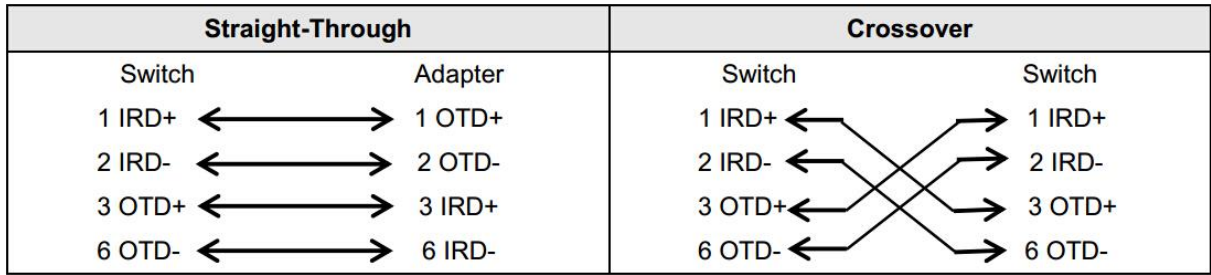 Straight-Through Crossover
Switch Adapter Switch Switch
1 IRD+ 1 OTD+ 1 IRD+ 1 IRD+
2 IRD- 2 OTD- 2 IRD- 2 IRD-
3 OTD+ 3 IRD+ 3 OTD+ 3 OTD+
6 OTD- 6 IRD- 6 OTD- 6 OTD-